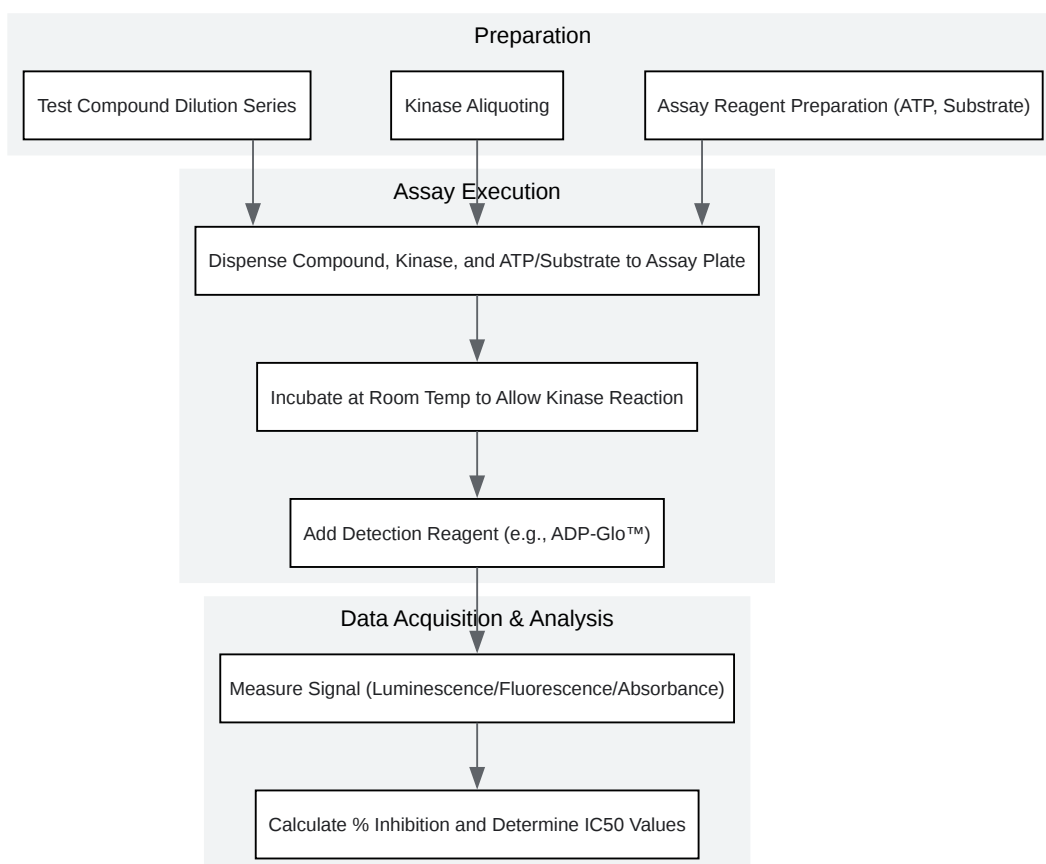 Preparation
Test Compound Dilution Series
Kinase Aliquoting
Assay Reagent Preparation (ATP, Substrate)
Assay Execution
Dispense Compound, Kinase, and ATP/Substrate to Assay Plate
Incubate at Room Temp to Allow Kinase Reaction
Add Detection Reagent (e.g., ADP-Glo™)
Data Acquisition & Analysis
Measure Signal (Luminescence/Fluorescence/Absorbance)
Calculate % Inhibition and Determine IC50 Values